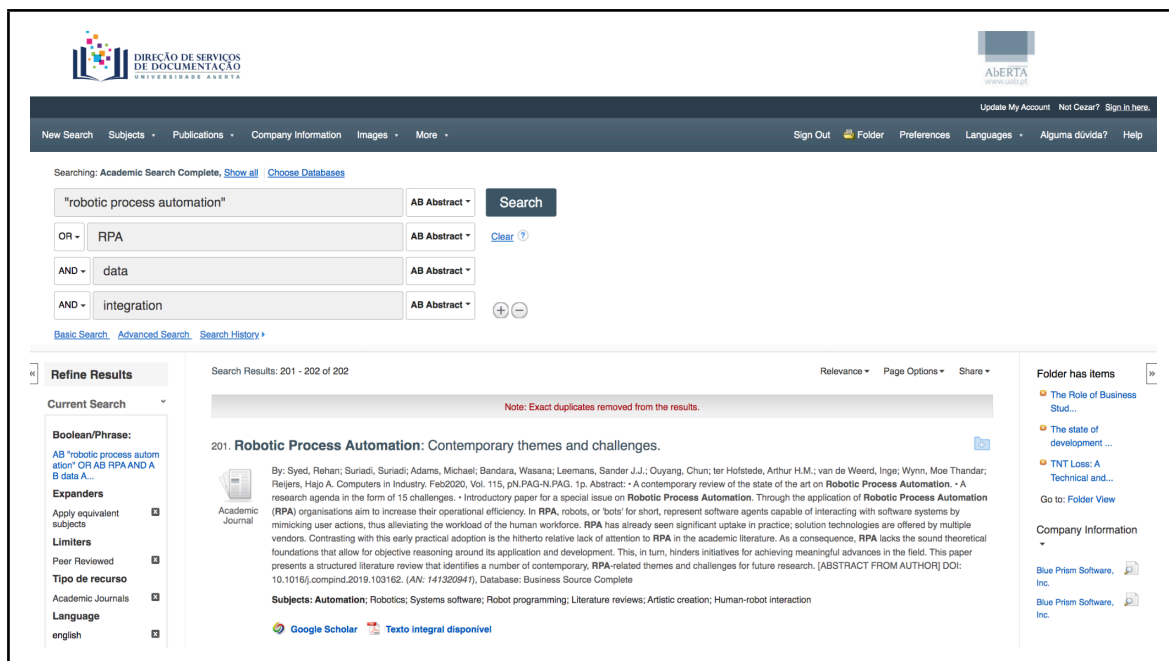 DIREÇÃO DE SERVIÇOS
DE DOCUMENTAÇÃO
UNIVERSIDADE ABERTA
AbERTA
www.uab.pt
Update My Account Not Cezar? Sign in here.
New Search Subjects Publications Company Information Images More Sign Out Folder Preferences Languages Alguma dúvida? Help
Searching: Academic Search Complete, Show all Choose Databases
"robotic process automation" AB Abstract Search
OR RPA AB Abstract Clear ?
AND data AB Abstract
AND integration AB Abstract
Basic Search Advanced Search Search History
« Refine Results
Current Search
Boolean/Phrase:
AB "robotic process autom
ation" OR AB RPA AND A
B data A...
Expanders
Apply equivalent
subjects
Limiters
Peer Reviewed
Tipo de recurso
Academic Journals
Language
english
Search Results: 201 - 202 of 202 Relevance Page Options Share
Note: Exact duplicates removed from the results.
201. Robotic Process Automation: Contemporary themes and challenges.
Academic
Journal
By: Syed, Rehan; Suriadi, Suriadi; Adams, Michael; Bandara, Wasana; Leemans, Sander J.J.; Ouyang, Chun; ter Hofstede, Arthur H.M.; van de Weerd, Inge; Wynn, Moe Thandar;
Reijers, Hajo A. Computers in Industry. Feb2020, Vol. 115, pN.PAG-N.PAG. 1p. Abstract: • A contemporary review of the state of the art on Robotic Process Automation. • A
research agenda in the form of 15 challenges. • Introductory paper for a special issue on Robotic Process Automation. Through the application of Robotic Process Automation
(RPA) organisations aim to increase their operational efficiency. In RPA, robots, or 'bots' for short, represent software agents capable of interacting with software systems by
mimicking user actions, thus alleviating the workload of the human workforce. RPA has already seen significant uptake in practice; solution technologies are offered by multiple
vendors. Contrasting with this early practical adoption is the hitherto relative lack of attention to RPA in the academic literature. As a consequence, RPA lacks the sound theoretical
foundations that allow for objective reasoning around its application and development. This, in turn, hinders initiatives for achieving meaningful advances in the field. This paper
presents a structured literature review that identifies a number of contemporary, RPA-related themes and challenges for future research. [ABSTRACT FROM AUTHOR] DOI:
10.1016/j.compind.2019.103162. (AN: 141320941), Database: Business Source Complete
Subjects: Automation; Robotics; Systems software; Robot programming; Literature reviews; Artistic creation; Human-robot interaction
Google Scholar Texto integral disponível
Folder has items »
The Role of Business
Stud...
The state of
development ...
TNT Loss: A
Technical and...
Go to: Folder View
Company Information
Blue Prism Software,
Inc.
Blue Prism Software,
Inc.